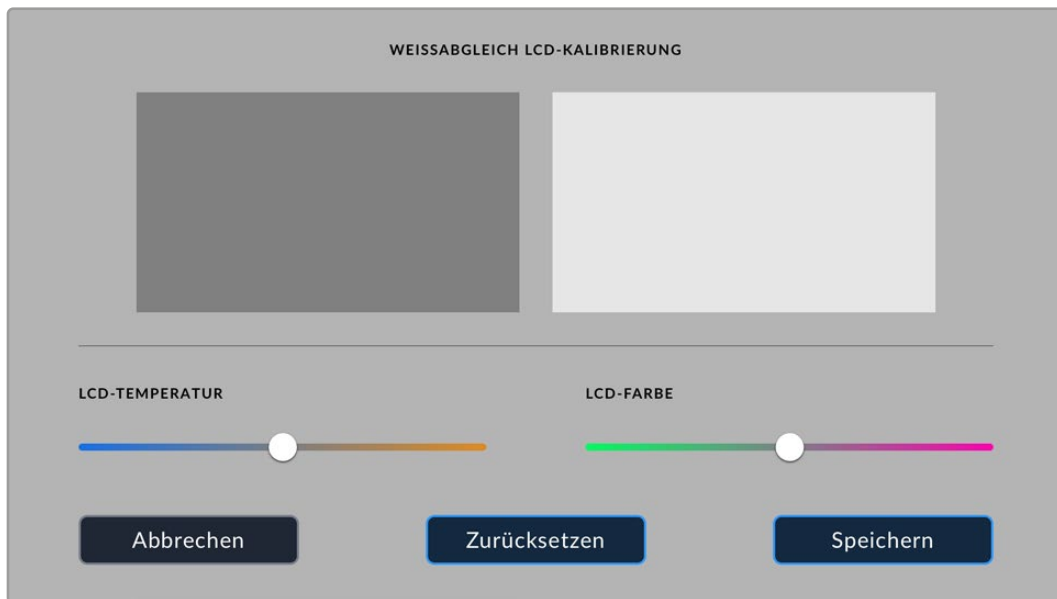 WEISSABGLEICH LCD-KALIBRIERUNG
LCD-TEMPERATUR
LCD-FARBE
Abbrechen
Zurücksetzen
Speichern